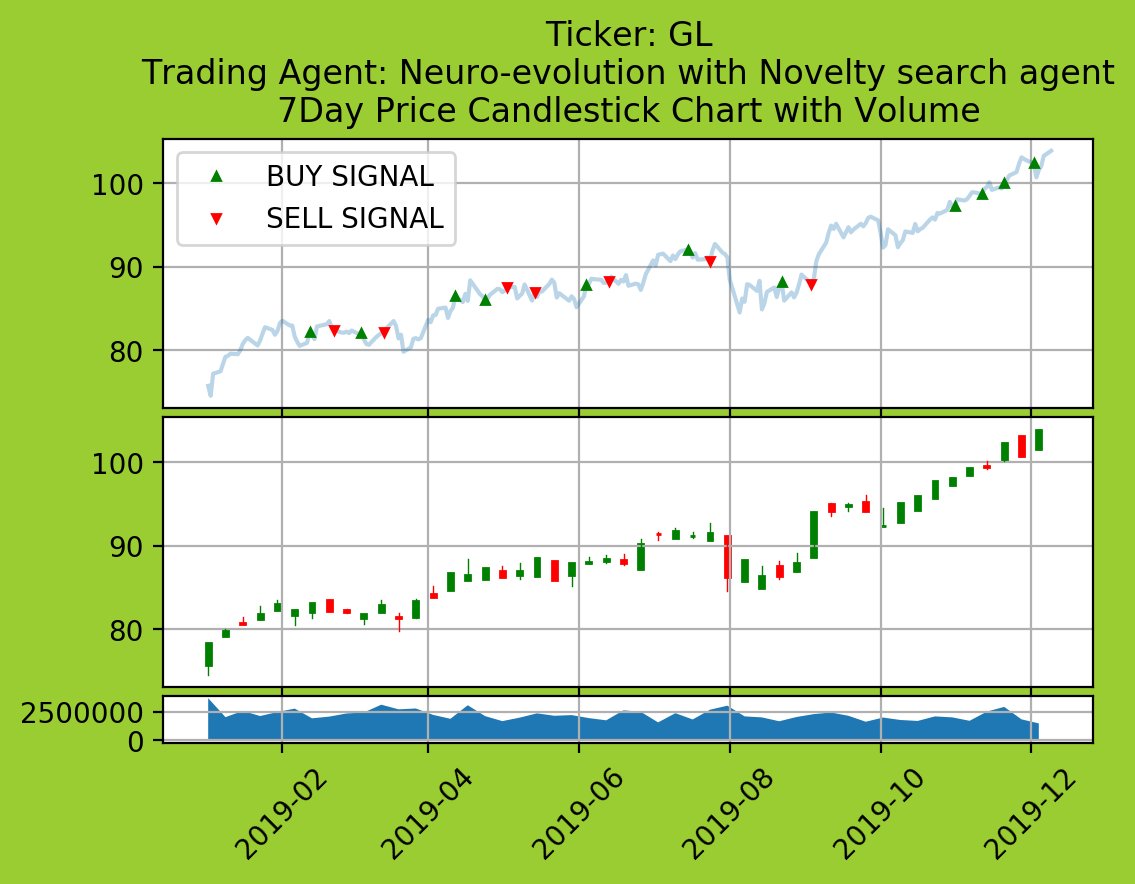 Ticker: GL
Trading Agent: Neuro-evolution with Novelty search agent
7Day Price Candlestick Chart with Volume
BUY SIGNAL
SELL SIGNAL
100
90
80
100
90
80
2500000
0
2019-02
2019-04
2019-06
2019-08
2019-10
2019-12